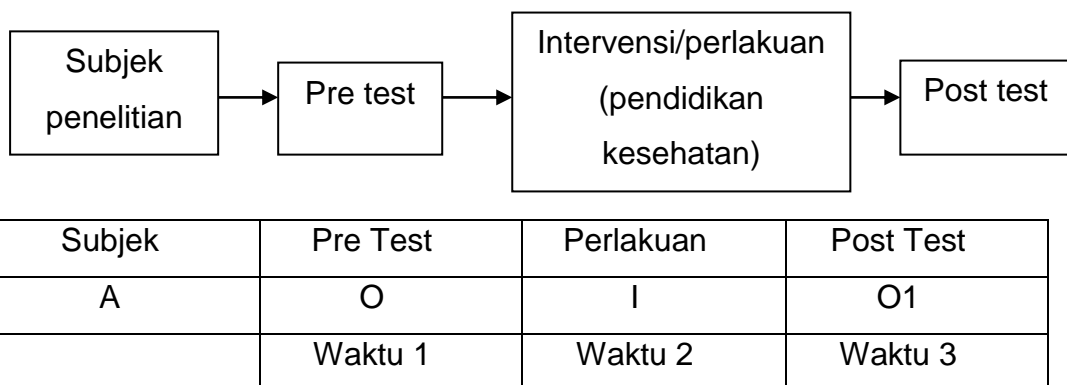 Subjek
penelitian
Pre test
Intervensi/perlakuan
(pendidikan
kesehatan)
Post test
Subjek Pre Test Perlakuan Post Test
A O I O1
Waktu 1 Waktu 2 Waktu 3